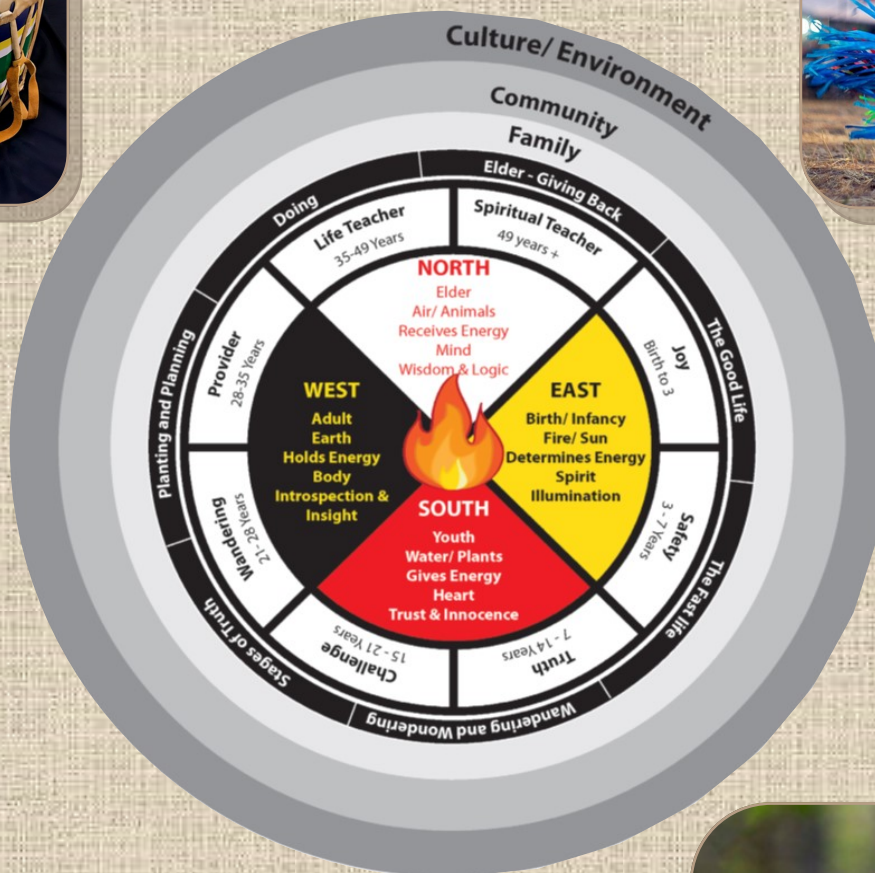 Culture/ Environment
Community
Family
Elder - Giving Back
The Good Life
The Fast life
Wandering and Wondering
Stages of Truth
Planting and Planning
Doing
Spiritual Teacher
49 years +
Joy
Birth to 3
Safety
3 - 7 Years
Truth
7 - 14 Years
Challenge
15 - 21 Years
Wandering
21-28 Years
Provider
28-35 Years
Life Teacher
35-49 Years
NORTH
Elder
Air/ Animals
Receives Energy
Mind
Wisdom & Logic
EAST
Birth/ Infancy
Fire/ Sun
Determines Energy
Spirit
Illumination
SOUTH
Youth
Water/ Plants
Gives Energy
Heart
Trust & Innocence
WEST
Adult
Earth
Holds Energy
Body
Introspection &
Insight